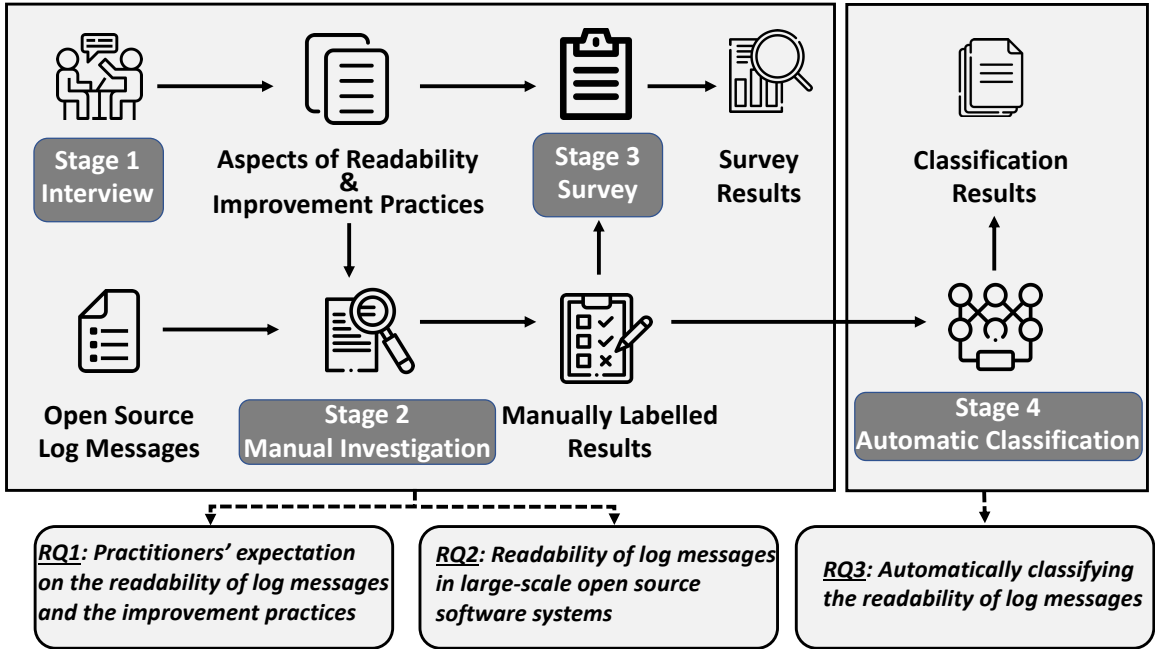 Stage 1
Interview
Aspects of Readability
&
Improvement Practices
Stage 3
Survey
Survey
Results
Classification
Results
Open Source
Log Messages
Stage 2
Manual Investigation
Manually Labelled
Results
Stage 4
Automatic Classification
RQ1: Practitioners’ expectation
on the readability of log messages
and the improvement practices
RQ2: Readability of log messages
in large-scale open source
software systems
RQ3: Automatically classifying
the readability of log messages